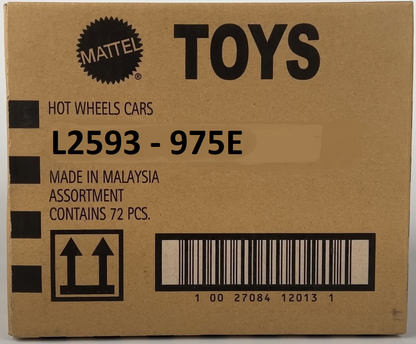 MATTEL
®
TOYS
HOT WHEELS CARS
L2593 - 975E
MADE IN MALAYSIA
ASSORTMENT
CONTAINS 72 PCS.
1 00 27084 12013 1